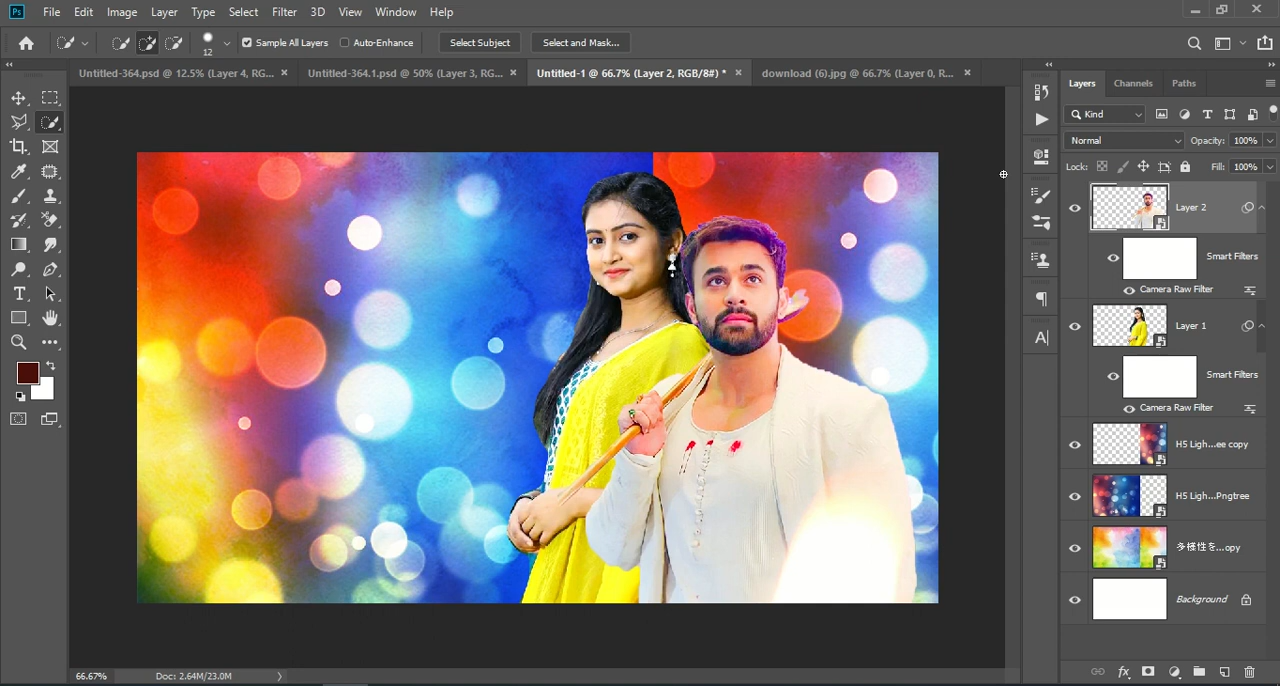 Ps File Edit Image Layer Type Select Filter 3D View Window Help
12 Sample All Layers Auto-Enhance Select Subject Select and Mask...
Untitled-364.psd @ 12.5% (Layer 4, RG... × Untitled-364.1.psd @ 50% (Layer 3, RG... × Untitled-1 @ 66.7% (Layer 2, RGB/8#) * × download (6).jpg @ 66.7% (Layer 0, R... ×
Layers Channels Paths
Kind
Normal Opacity: 100%
Lock: Fill: 100%
Layer 2
Smart Filters
Camera Raw Filter
Layer 1
Smart Filters
Camera Raw Filter
H5 Ligh...ee copy
H5 Ligh...Pngtree
多様性を...opy
Background
66.67% Doc: 2.64M/23.0M